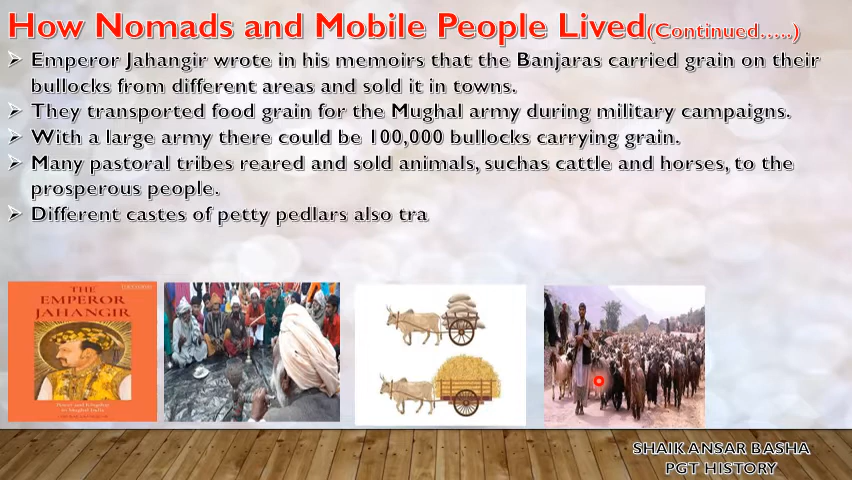 How Nomads and Mobile People Lived(Continued.....)
➢ Emperor Jahangir wrote in his memoirs that the Banjaras carried grain on their
bullocks from different areas and sold it in towns.
➢ They transported food grain for the Mughal army during military campaigns.
➢ With a large army there could be 100,000 bullocks carrying grain.
➢ Many pastoral tribes reared and sold animals, suchas cattle and horses, to the
prosperous people.
➢ Different castes of petty pedlars also tra
THE
EMPEROR
JAHANGIR
SHAIK ANSAR BASHA
PGT HISTORY